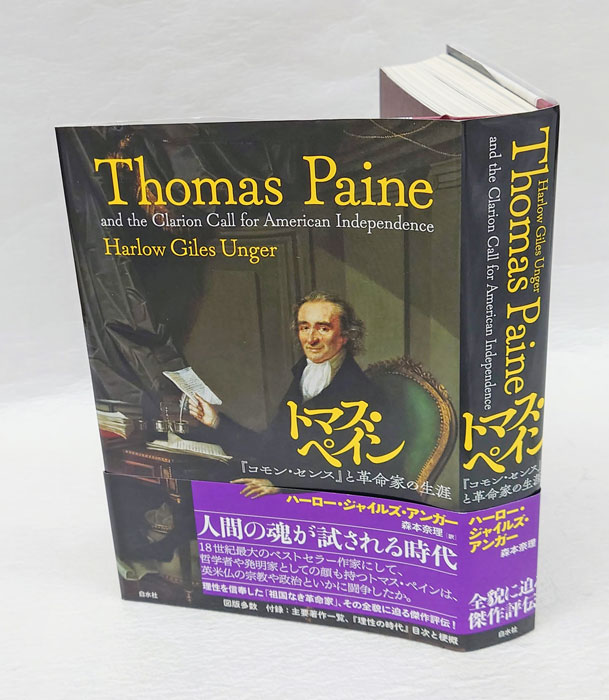 Thomas Paine
and the Clarion Call for American Independence
Harlow Giles Unger
トマス・
ペイン
『コモン・センス』と革命家の生涯
ハーロー・ジャイルズ・アンガー
森本奈理 訳
人間の魂が試される時代
18世紀最大のベストセラー作家にして、
哲学者や発明家としての顔も持つトマス・ペインは、
英米仏の宗教や政治といかに闘争したか。
理性を信奉した「祖国なき革命家」、その全貌に迫る傑作評伝!
図版多数 付録:主要著作一覧、『理性の時代』目次と梗概
白水社
Harlow Giles Unger
Thomas Paine
and the Clarion Call for American Independence
トマス・
ペイン
『コモン・センス』
と革命家の生涯
ハーロー・
ジャイルズ・
アンガー
森本奈理
全貌に迫る
傑作評伝
白水社